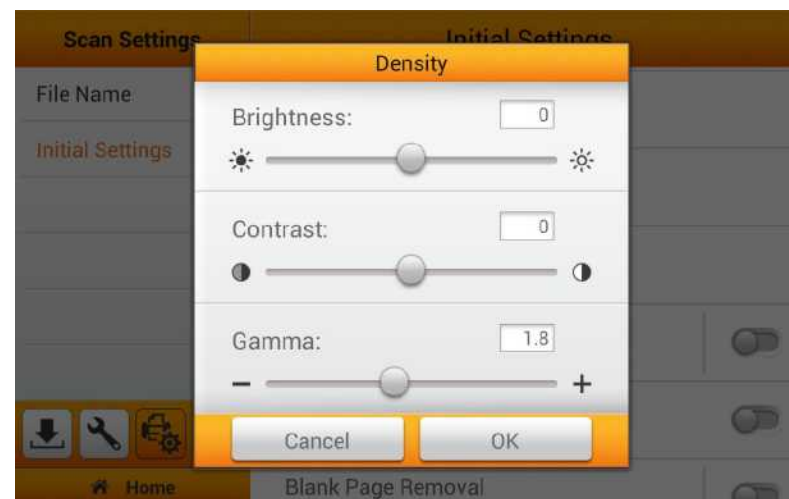 Scan Settings
Initial Settings
Density
File Name
Initial Settings
Brightness:
0
Contrast:
0
Gamma:
1.8
Cancel
OK
Home
Blank Page Removal